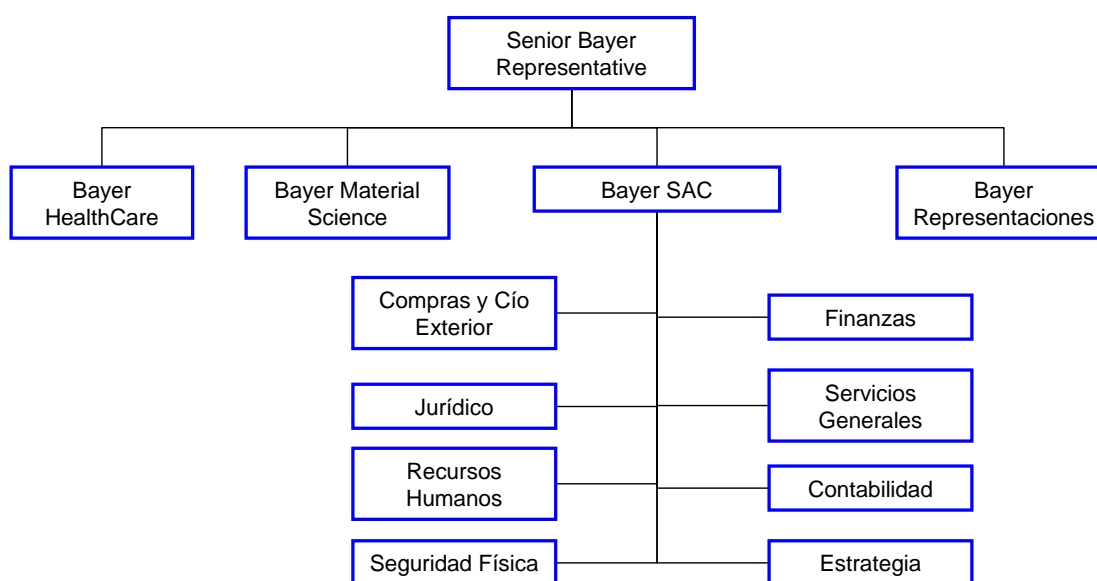 Senior Bayer
Representative
Bayer
HealthCare
Bayer Material
Science
Bayer SAC
Bayer
Representaciones
Compras y Cío
Exterior
Finanzas
Jurídico
Servicios
Generales
Recursos
Humanos
Contabilidad
Seguridad Física
Estrategia